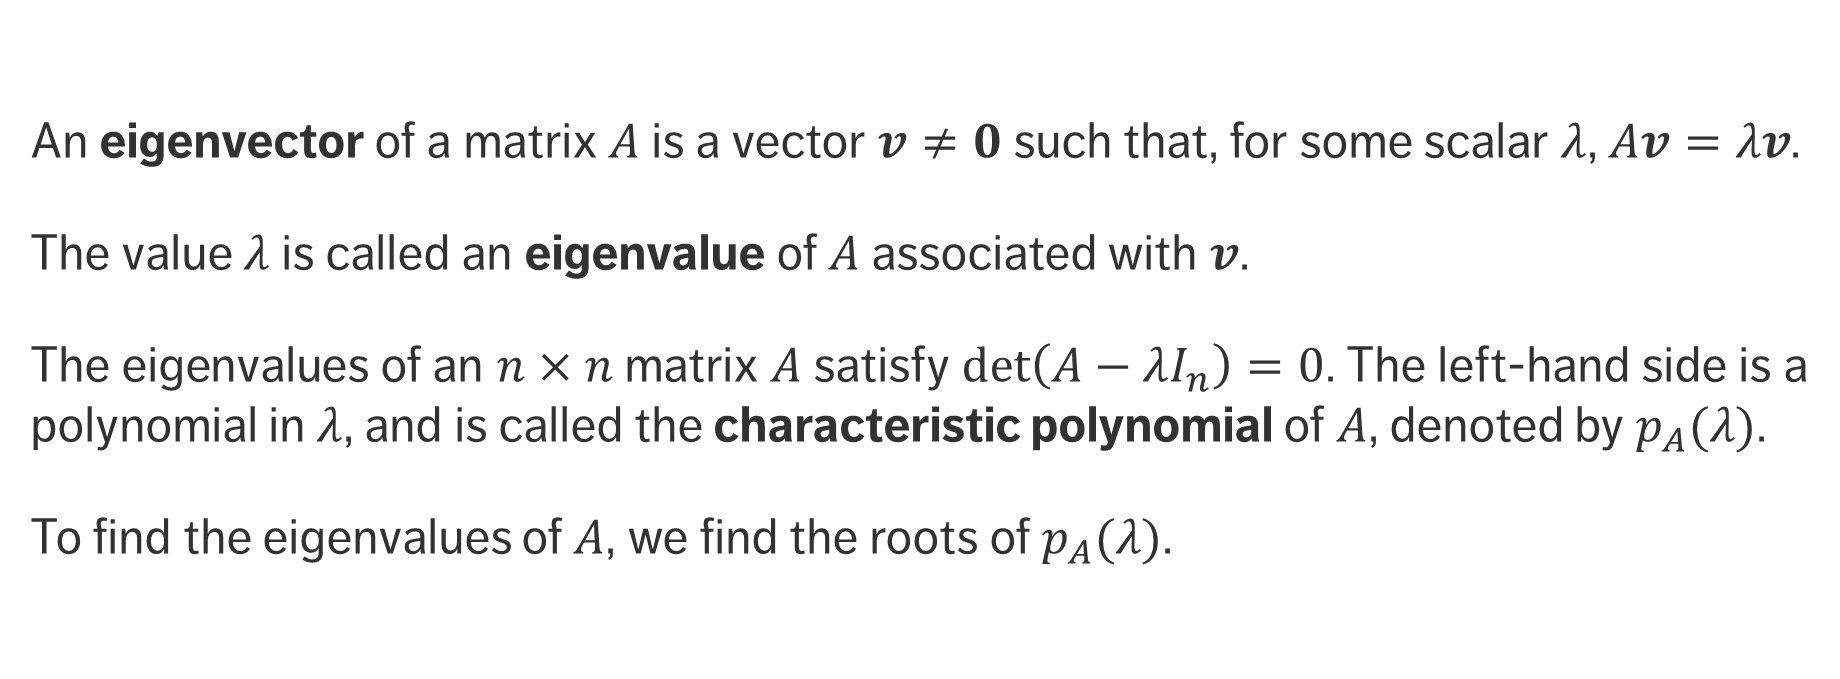 An eigenvector of a matrix 𝐴 is a vector 𝒗 ≠ 𝟎 such that, for some scalar 𝜆, 𝐴𝒗 = 𝜆𝒗.
The value 𝜆 is called an eigenvalue of 𝐴 associated with 𝒗.
The eigenvalues of an 𝑛 × 𝑛 matrix 𝐴 satisfy det(𝐴 − 𝜆𝐼ₙ) = 0. The left-hand side is a
polynomial in 𝜆, and is called the characteristic polynomial of 𝐴, denoted by 𝑝_𝐴(𝜆).
To find the eigenvalues of 𝐴, we find the roots of 𝑝_𝐴(𝜆).